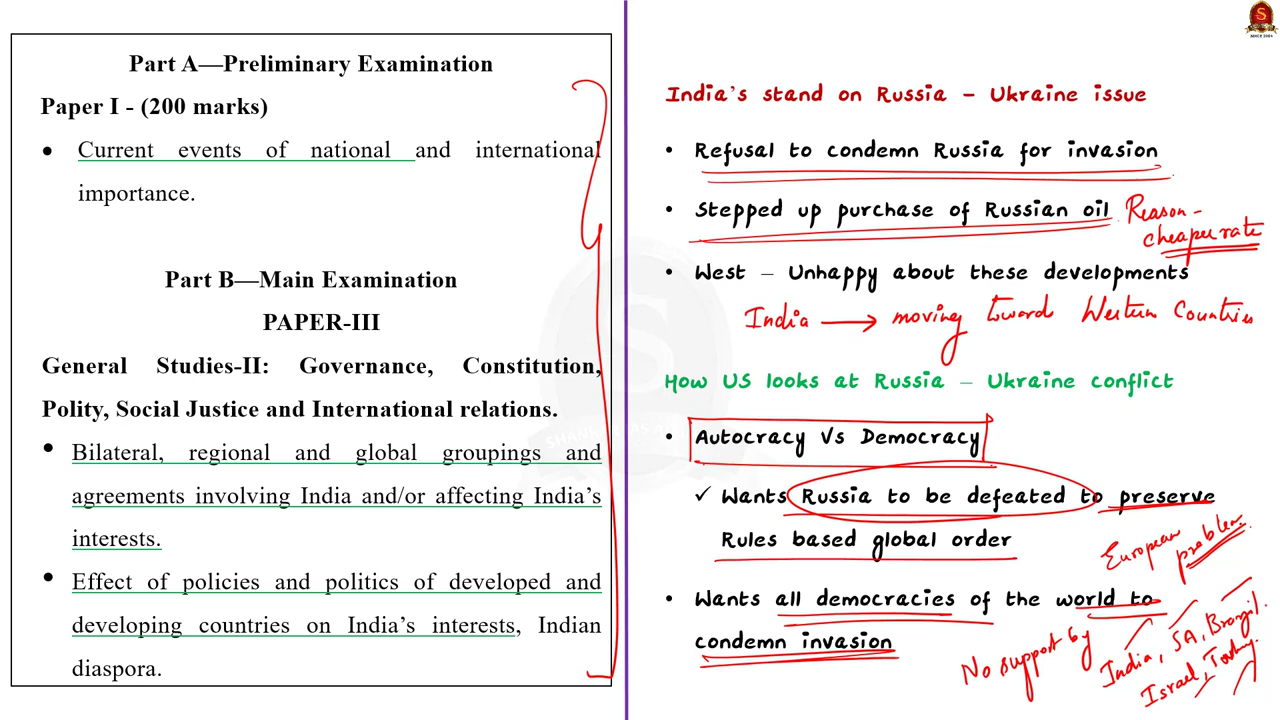 Part A—Preliminary Examination
Paper I - (200 marks)
• Current events of national and international
importance.
Part B—Main Examination
PAPER-III
General Studies-II: Governance, Constitution,
Polity, Social Justice and International relations.
• Bilateral, regional and global groupings and
agreements involving India and/or affecting India's
interests.
• Effect of policies and politics of developed and
developing countries on India's interests, Indian
diaspora.
India's stand on Russia – Ukraine issue
• Refusal to condemn Russia for invasion
• Stepped up purchase of Russian oil
Reason -
cheaper rate
• West – Unhappy about these developments
India → moving toward Western Countries
How US looks at Russia – Ukraine conflict
• Autocracy Vs Democracy
✓ Wants Russia to be defeated to preserve
Rules based global order
European
problem
• Wants all democracies of the world to
condemn invasion
No support by
India, SA, Brazil.
Israel,
S
SINCE 2004